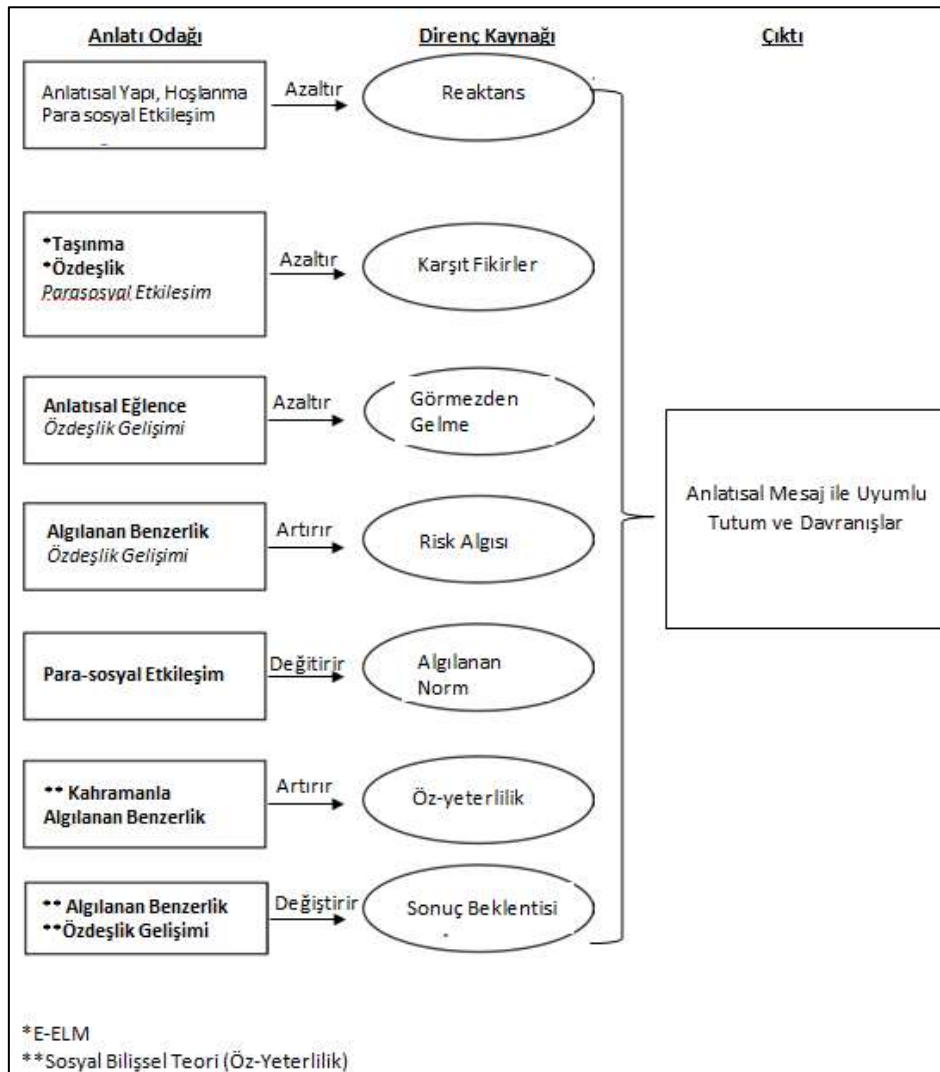 Anlatı Odağı Direnç Kaynağı Çıktı
Anlatısal Yapı, Hoşlanma
Para sosyal Etkileşim
Azaltır
Reaktans
*Taşınma
*Özdeşlik
Parasosyal Etkileşim
Azaltır
Karşıt Fikirler
Anlatısal Eğlence
Özdeşlik Gelişimi
Azaltır
Görmezden
Gelme
Algılanan Benzerlik
Özdeşlik Gelişimi
Artırır
Risk Algısı
Para-sosyal Etkileşim
Değitirir
Algılanan
Norm
** Kahramanla
Algılanan Benzerlik
Artırır
Öz-yeterlilik
** Algılanan Benzerlik
**Özdeşlik Gelişimi
Değiştirir
Sonuç Beklentisi
Anlatısal Mesaj ile Uyumlu
Tutum ve Davranışlar
*E-ELM
**Sosyal Bilişsel Teori (Öz-Yeterlilik)